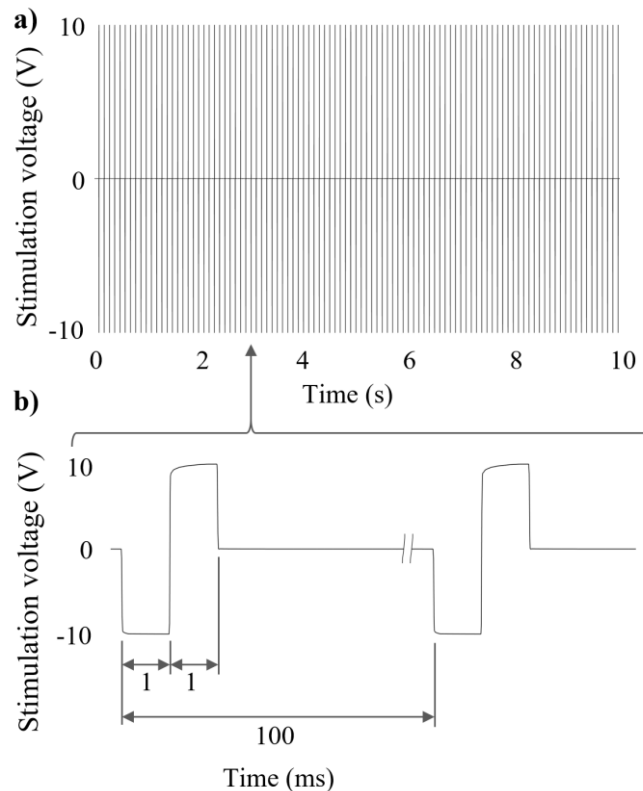 a)
Stimulation voltage (V)
10
0
-10
0 2 4 6 8 10
Time (s)
b)
Stimulation voltage (V)
10
0
-10
1 1
100
Time (ms)